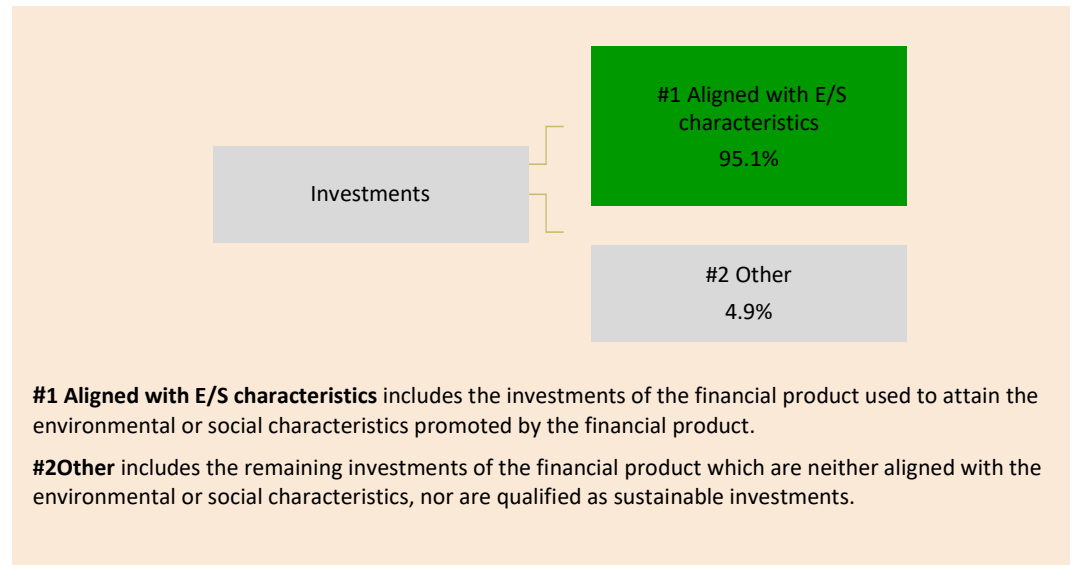 #1 Aligned with E/S
characteristics
95.1%
Investments
#2 Other
4.9%
#1 Aligned with E/S characteristics includes the investments of the financial product used to attain the
environmental or social characteristics promoted by the financial product.
#2Other includes the remaining investments of the financial product which are neither aligned with the
environmental or social characteristics, nor are qualified as sustainable investments.